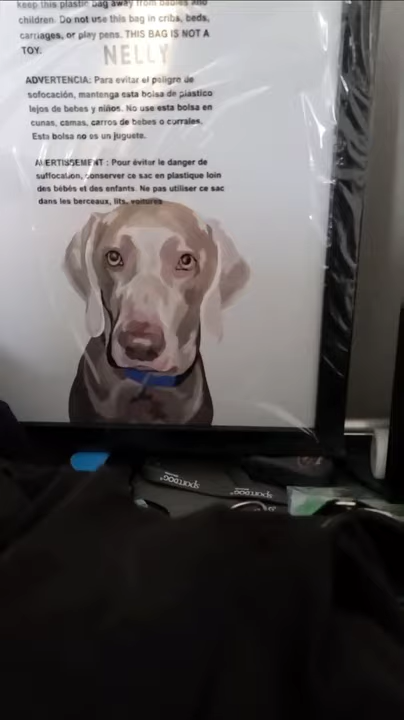 keep this plastic bag away from babies and
children. Do not use this bag in cribs, beds,
carriages, or play pens. THIS BAG IS NOT A
TOY.
NELLY
ADVERTENCIA: Para evitar el peligro de
sofocación, mantenga esta bolsa de plastico
lejos de bebes y niños. No use esta bolsa en
cunas, camas, carros de bebes o corrales.
Esta bolsa no es un juguete.
AVERTISSEMENT : Pour éviter le danger de
suffocation, conserver ce sac en plastique loin
des bébés et des enfants. Ne pas utiliser ce sac
dans les berceaux, lits, voitures
SPORTDOG
SPORTDOG